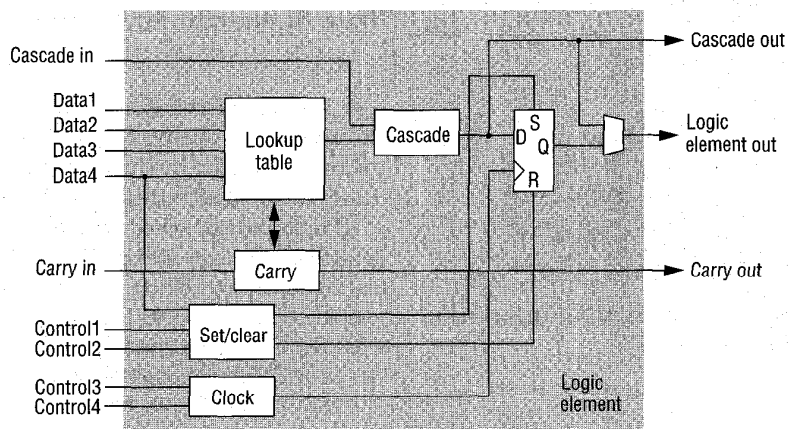 Cascade in
Cascade out
Data1
Data2
Data3
Data4
Lookup
table
Cascade
S
D
Q
R
Logic
element out
Carry in
Carry
Carry out
Control1
Control2
Set/clear
Control3
Control4
Clock
Logic
element